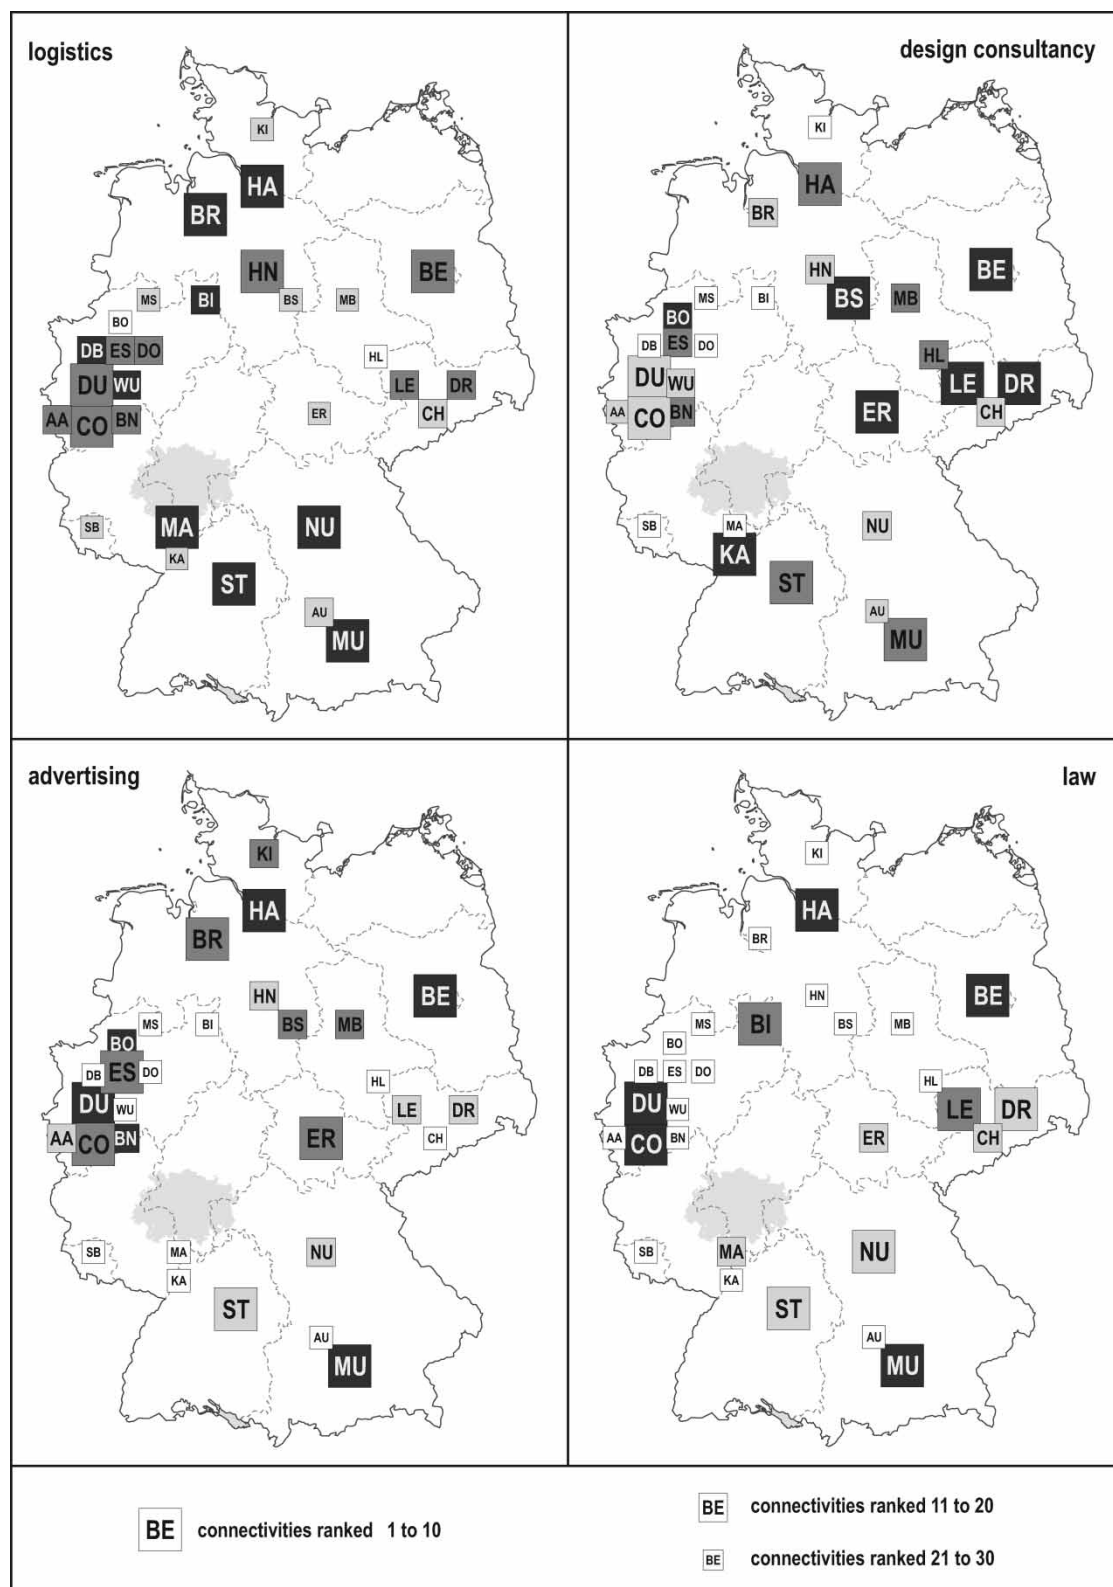 logistics
KI
HA
BR
HN
BE
MS
BI
BS
MB
BO
DB
ES
DO
HL
DU
WU
LE
DR
AA
CO
BN
ER
CH
SB
MA
NU
KA
ST
AU
MU
design consultancy
KI
HA
BR
HN
BE
MS
BI
BS
MB
BO
DB
ES
DO
HL
DU
WU
LE
DR
AA
CO
BN
ER
CH
SB
MA
NU
KA
ST
AU
MU
advertising
KI
HA
BR
HN
BE
MS
BI
BS
MB
BO
DB
ES
DO
HL
DU
WU
LE
DR
AA
CO
BN
ER
CH
SB
MA
NU
KA
ST
AU
MU
law
KI
HA
BR
HN
BE
MS
BI
BS
MB
BO
DB
ES
DO
HL
DU
WU
LE
DR
AA
CO
BN
ER
CH
SB
MA
NU
KA
ST
AU
MU
BE connectivities ranked 1 to 10
BE connectivities ranked 11 to 20
BE connectivities ranked 21 to 30